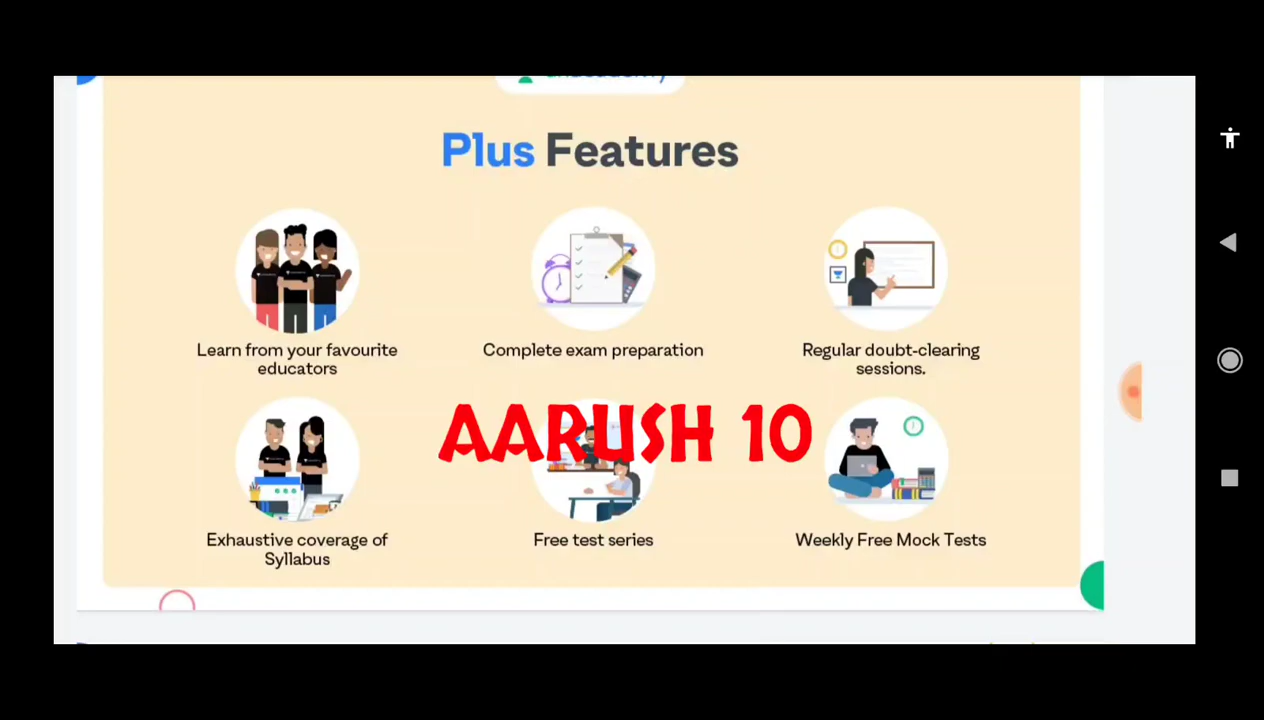 Plus Features
Learn from your favourite
educators
Complete exam preparation
Regular doubt-clearing
sessions.
AARUSH 10
Exhaustive coverage of
Syllabus
Free test series
Weekly Free Mock Tests